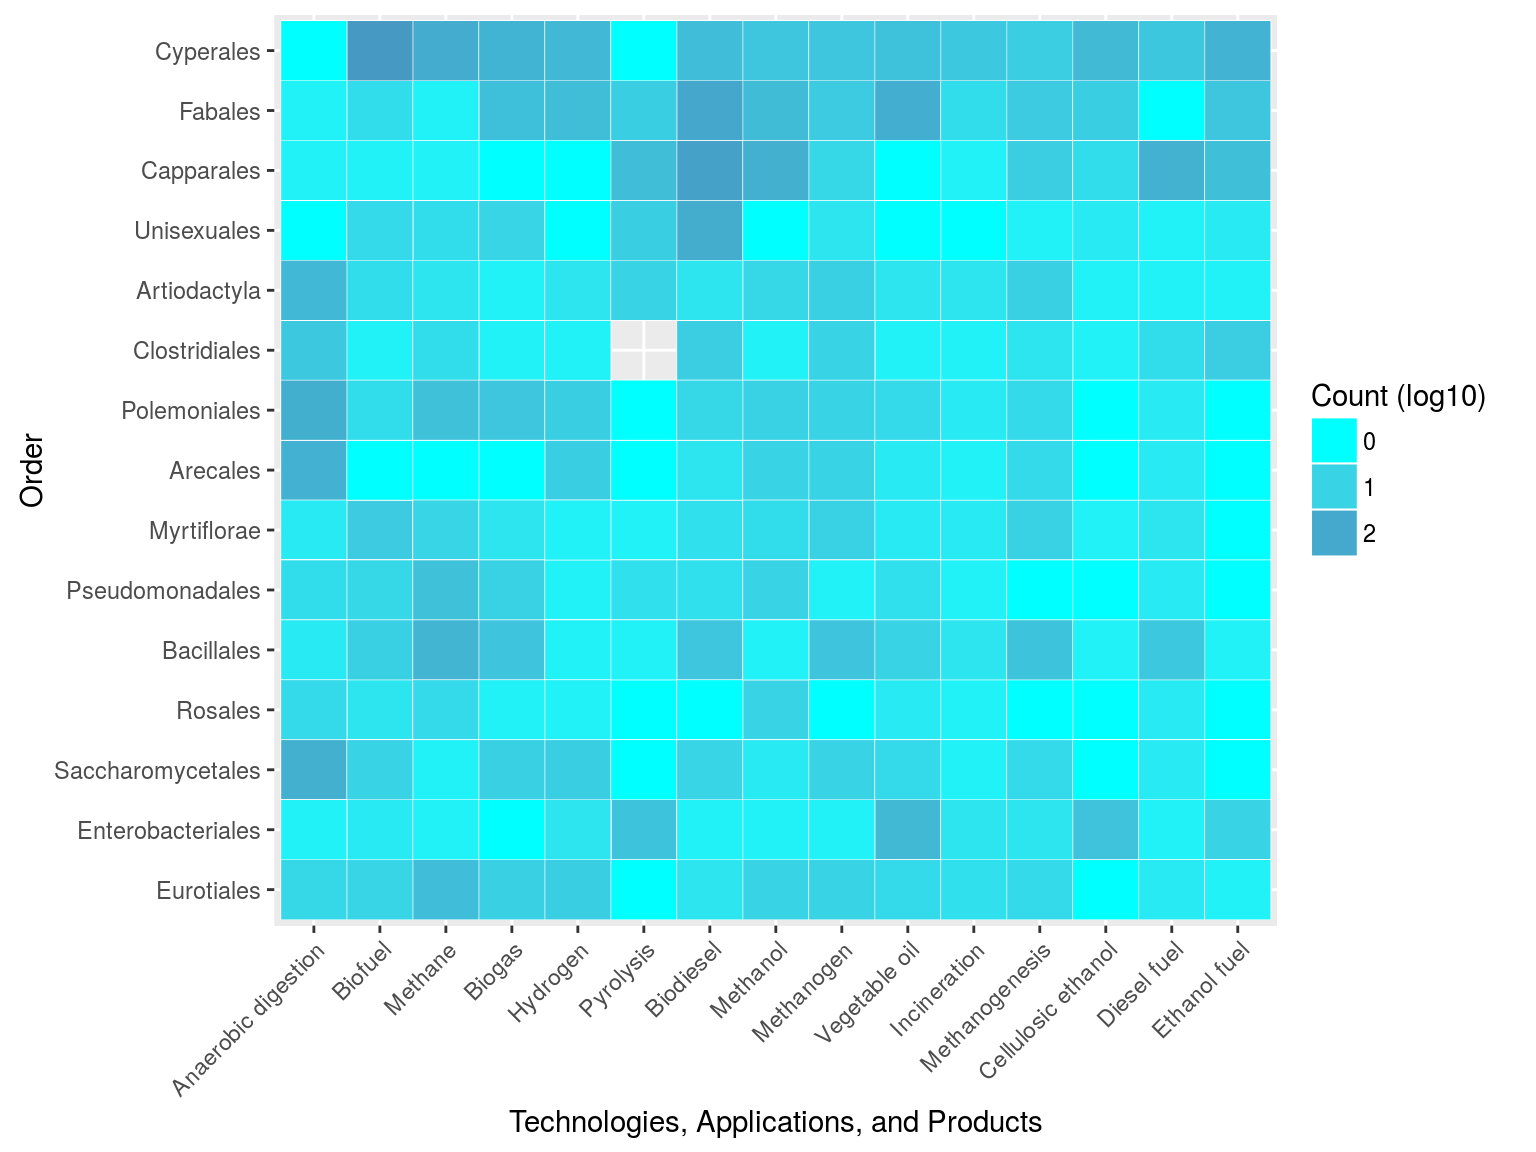 Cyperales
Fabales
Capparales
Unisexuales
Artiodactyla
Clostridiales
Polemoniales
Arecales
Myrtiflorae
Pseudomonadales
Bacillales
Rosales
Saccharomycetales
Enterobacteriales
Eurotiales
Order
Anaerobic digestion
Biofuel
Methane
Biogas
Hydrogen
Pyrolysis
Biodiesel
Methanol
Methanogen
Vegetable oil
Incineration
Methanogenesis
Cellulosic ethanol
Diesel fuel
Ethanol fuel
Technologies, Applications, and Products
Count (log10)
0
1
2